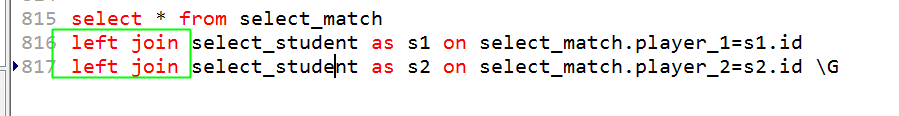 815 select * from select_match
816 left join select_student as s1 on select_match.player_1=s1.id
817 left join select_student as s2 on select_match.player_2=s2.id \G